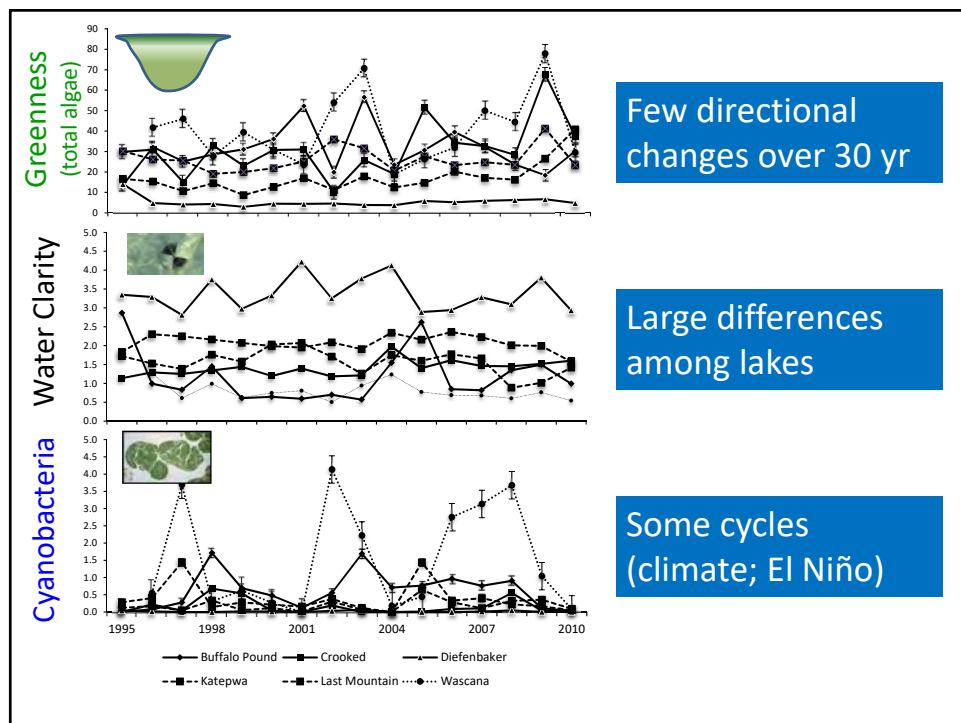 Greenness
(total algae)
90
80
70
60
50
40
30
20
10
0
Few directional
changes over 30 yr
Water Clarity
5.0
4.5
4.0
3.5
3.0
2.5
2.0
1.5
1.0
0.5
0.0
Large differences
among lakes
Cyanobacteria
5.0
4.5
4.0
3.5
3.0
2.5
2.0
1.5
1.0
0.5
0.0
1995 1998 2001 2004 2007 2010
Some cycles
(climate; El Niño)
Buffalo Pound Crooked Diefenbaker
Katepwa Last Mountain Wascana